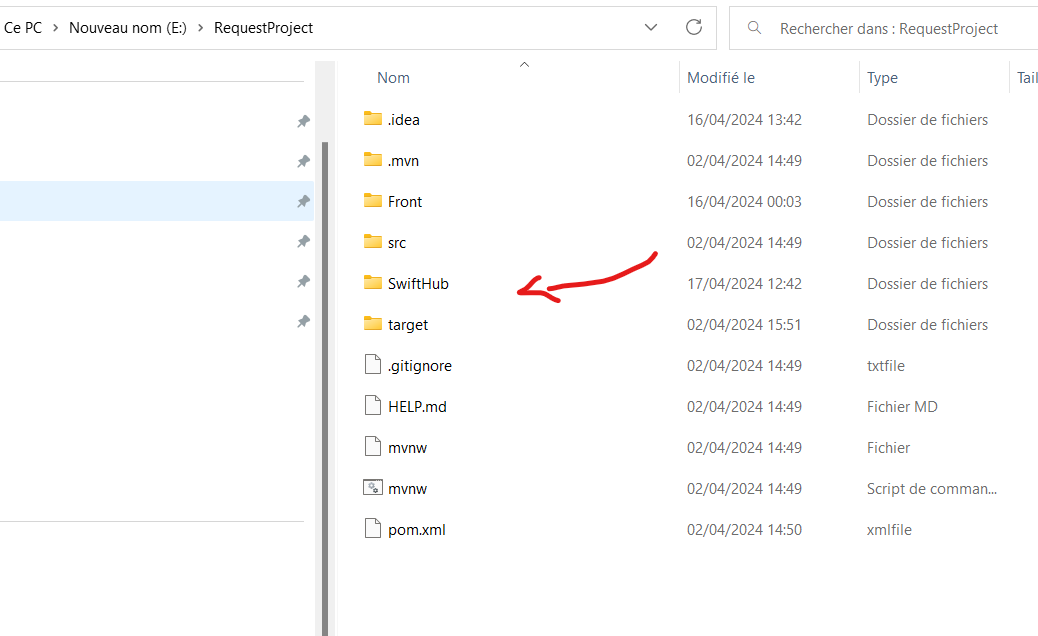 Ce PC > Nouveau nom (E:) > RequestProject
Rechercher dans : RequestProject
Nom Modifié le Type Tail
.idea 16/04/2024 13:42 Dossier de fichiers
.mvn 02/04/2024 14:49 Dossier de fichiers
Front 16/04/2024 00:03 Dossier de fichiers
src 02/04/2024 14:49 Dossier de fichiers
SwiftHub 17/04/2024 12:42 Dossier de fichiers
target 02/04/2024 15:51 Dossier de fichiers
.gitignore 02/04/2024 14:49 txtfile
HELP.md 02/04/2024 14:49 Fichier MD
mvnw 02/04/2024 14:49 Fichier
mvnw 02/04/2024 14:49 Script de comman...
pom.xml 02/04/2024 14:50 xmlfile